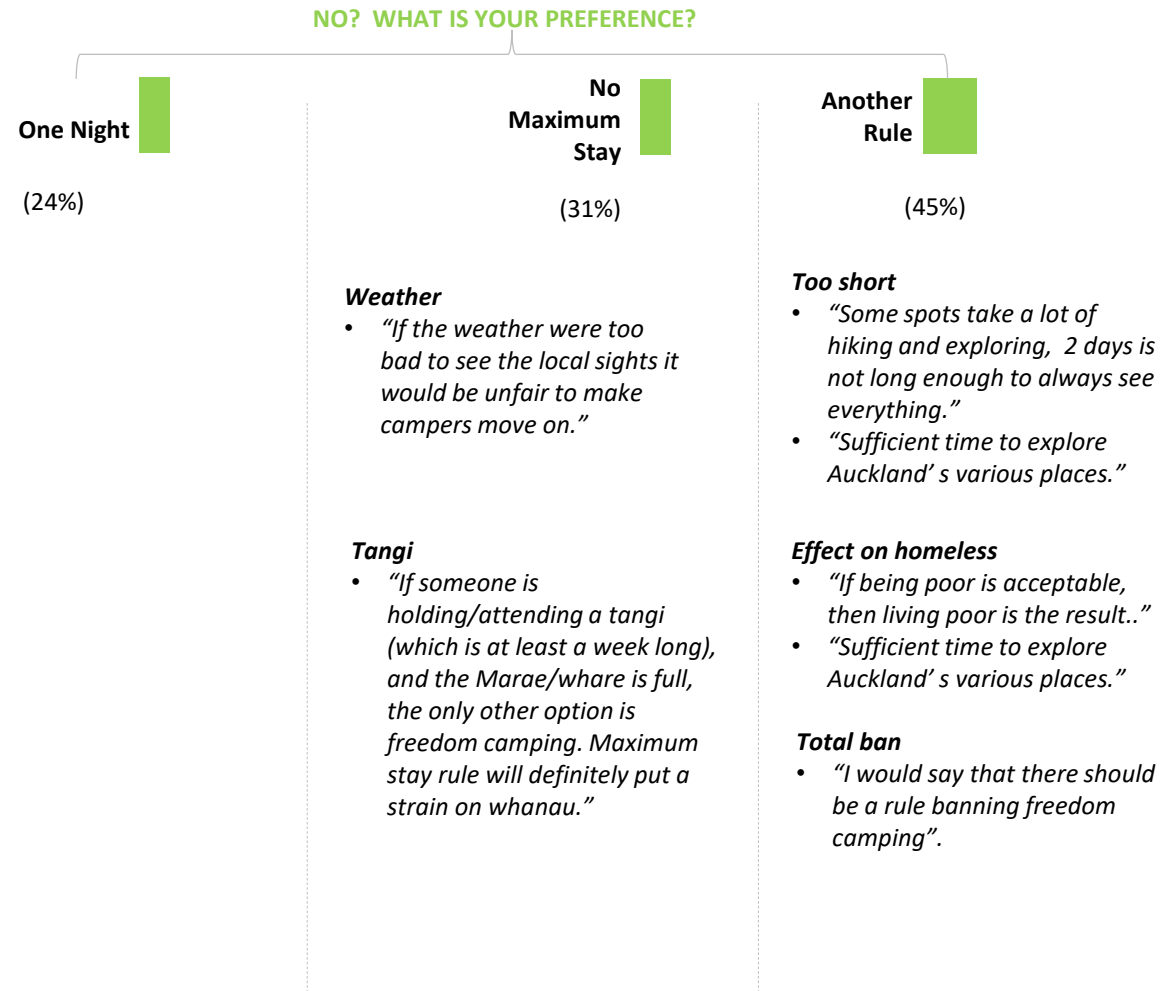 NO?  WHAT IS YOUR PREFERENCE?
One Night
(24%)
No
Maximum
Stay
(31%)
Weather
• “If the weather were too
bad to see the local sights it
would be unfair to make
campers move on.”
Tangi
• “If someone is
holding/attending a tangi
(which is at least a week long),
and the Marae/whare is full,
the only other option is
freedom camping. Maximum
stay rule will definitely put a
strain on whanau.”
Another
Rule
(45%)
Too short
• “Some spots take a lot of
hiking and exploring,  2 days is
not long enough to always see
everything.”
• “Sufficient time to explore
Auckland’ s various places.”
Effect on homeless
• “If being poor is acceptable,
then living poor is the result..”
• “Sufficient time to explore
Auckland’ s various places.”
Total ban
• “I would say that there should
be a rule banning freedom
camping”.